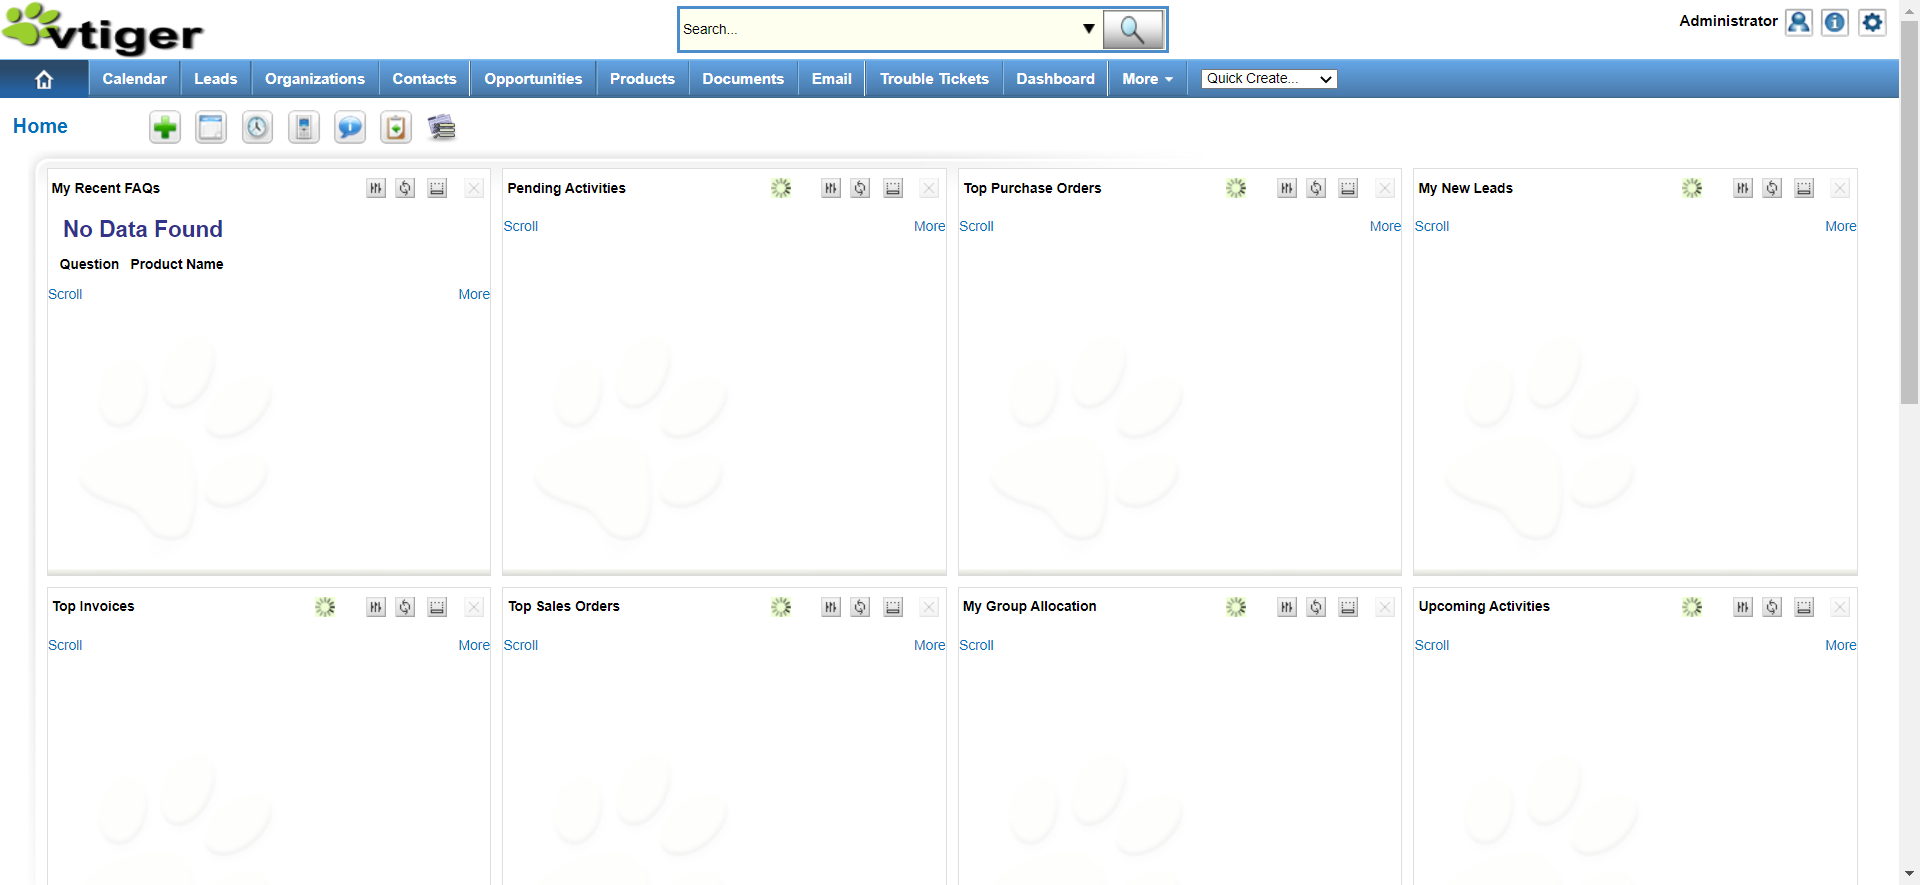 vtiger
Search...
Administrator
Calendar Leads Organizations Contacts Opportunities Products Documents Email Trouble Tickets Dashboard More Quick Create...
Home
My Recent FAQs
No Data Found
Question Product Name
Scroll More
Pending Activities
Scroll More
Top Purchase Orders
Scroll More
My New Leads
Scroll More
Top Invoices
Scroll More
Top Sales Orders
Scroll More
My Group Allocation
Scroll
Upcoming Activities
Scroll More